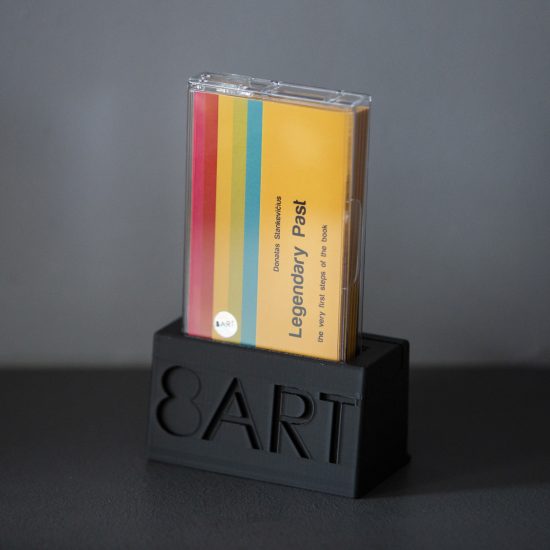 Donatas Stankevičius
Legendary Past
the very first steps of the book
8ART
8ART